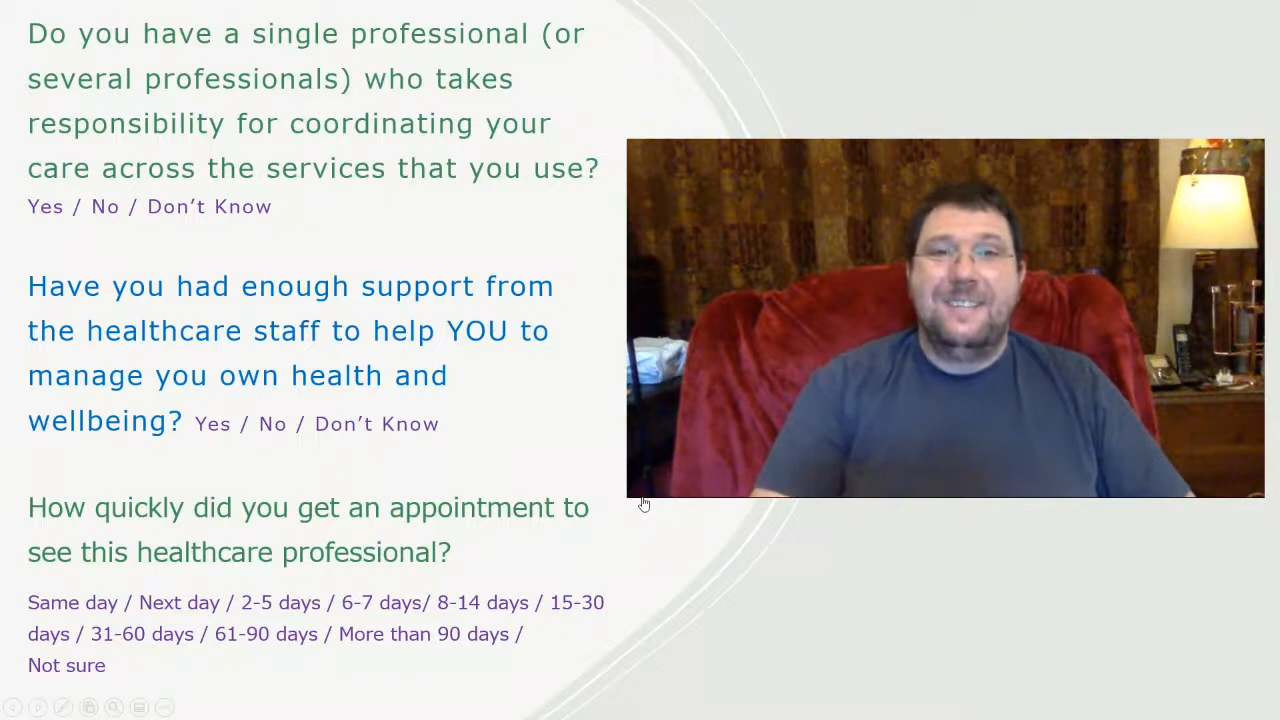 Do you have a single professional (or
several professionals) who takes
responsibility for coordinating your
care across the services that you use?
Yes / No / Don’t Know
Have you had enough support from
the healthcare staff to help YOU to
manage you own health and
wellbeing? Yes / No / Don’t Know
How quickly did you get an appointment to
see this healthcare professional?
Same day / Next day / 2-5 days / 6-7 days/ 8-14 days / 15-30
days / 31-60 days / 61-90 days / More than 90 days /
Not sure